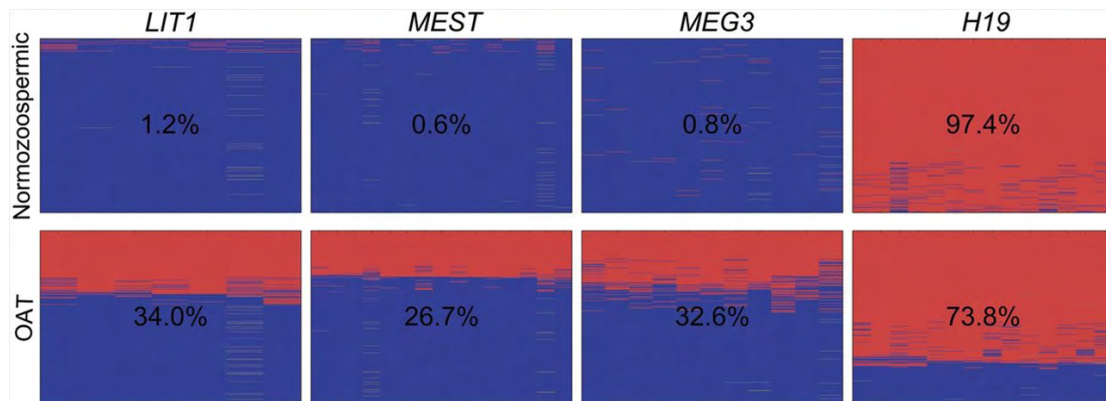 LIT1 MEST MEG3 H19
Normozoospermic
1.2% 0.6% 0.8% 97.4%
OAT
34.0% 26.7% 32.6% 73.8%